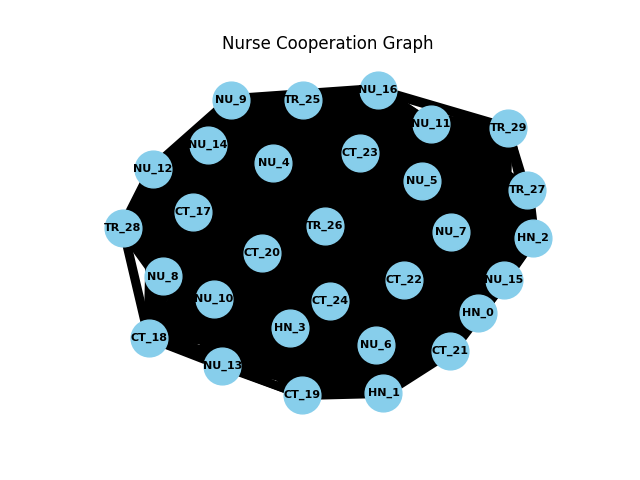 Nurse Cooperation Graph
NU_16
NU_9
TR_25
NU_11
TR_29
NU_14
CT_23
NU_4
NU_12
NU_5
TR_27
CT_17
TR_26
TR_28
NU_7
HN_2
CT_20
NU_8
CT_22
NU_15
NU_10
CT_24
HN_0
HN_3
CT_18
NU_6
CT_21
NU_13
HN_1
CT_19